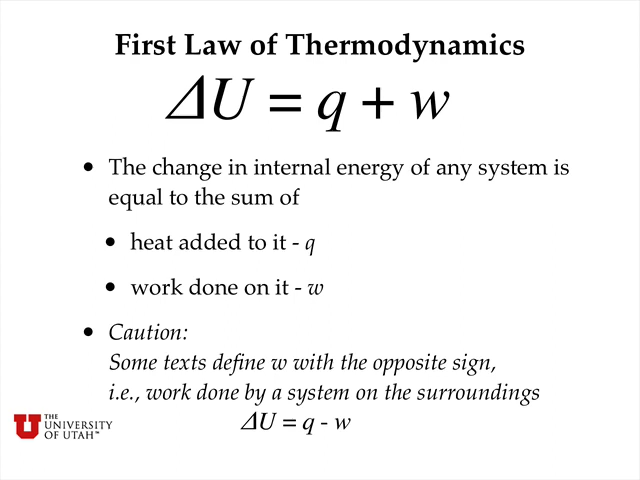 First Law of Thermodynamics
ΔU = q + w
• The change in internal energy of any system is
equal to the sum of
• heat added to it - q
• work done on it - w
• Caution:
Some texts define w with the opposite sign,
i.e., work done by a system on the surroundings
ΔU = q - w
THE
UNIVERSITY
OF UTAH™